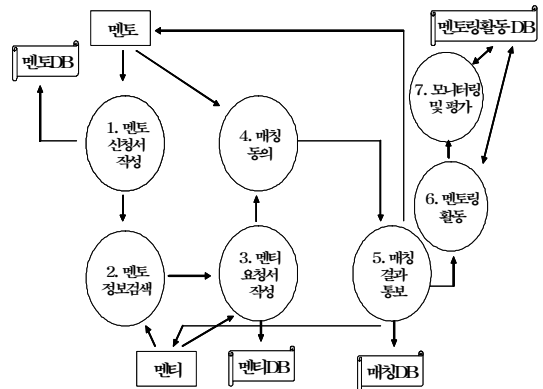 멘토
멘토링활동 DB
멘토DB
7. 모니터링
및 평가
1. 멘토
신청서
작성
4. 매칭
동의
6. 멘토링
활동
2. 멘토
정보검색
3. 멘티
요청서
작성
5. 매칭
결과
통보
멘티
멘티DB
매칭DB